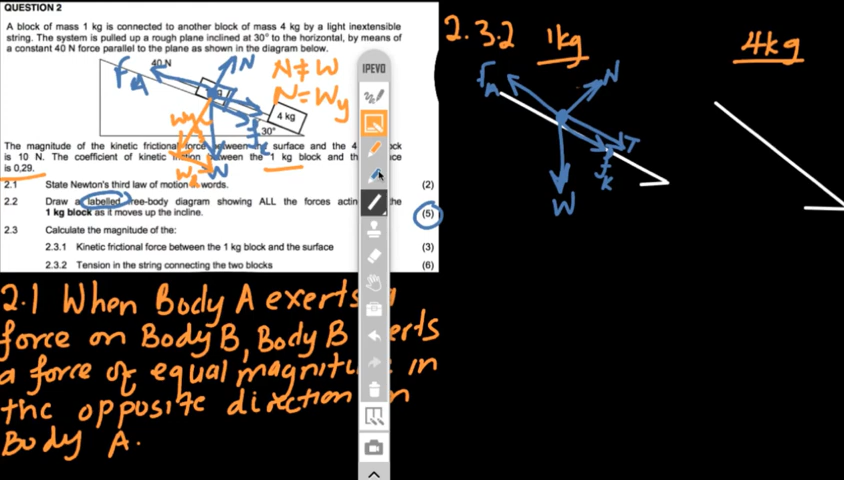 QUESTION 2
A block of mass 1 kg is connected to another block of mass 4 kg by a light inextensible
string. The system is pulled up a rough plane inclined at 30° to the horizontal, by means of
a constant 40 N force parallel to the plane as shown in the diagram below.
40 N
FA
N
N ≠ W
N = Wy
Wy
fk
W
4 kg
30°
The magnitude of the kinetic frictional force between the surface and the 4
is 10 N. The coefficient of kinetic between the 1 kg block and th
is 0,29.
2.1 State Newton's third law of motion words. (2)
2.2 Draw a labelled free-body diagram showing ALL the forces actin
1 kg block as it moves up the incline. (5)
2.3 Calculate the magnitude of the:
2.3.1 Kinetic frictional force between the 1 kg block and the surface (3)
2.3.2 Tension in the string connecting the two blocks (6)
2.1 When Body A exerts
force on Body B, Body B
a force of equal magnitu in
the opposite direction
Body A.
IPEVO
2.3.2 1kg 4kg
FA
N
T
fk
W